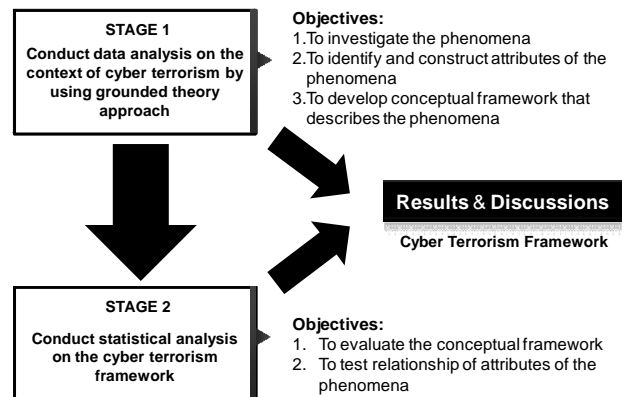 STAGE 1
Conduct data analysis on the
context of cyber terrorism by
using grounded theory
approach
Objectives:
1.To investigate the phenomena
2.To identify and construct attributes of the
phenomena
3.To develop conceptual framework that
describes the phenomena
Results & Discussions
Cyber Terrorism Framework
STAGE 2
Conduct statistical analysis
on the cyber terrorism
framework
Objectives:
1. To evaluate the conceptual framework
2. To test relationship of attributes of the
phenomena